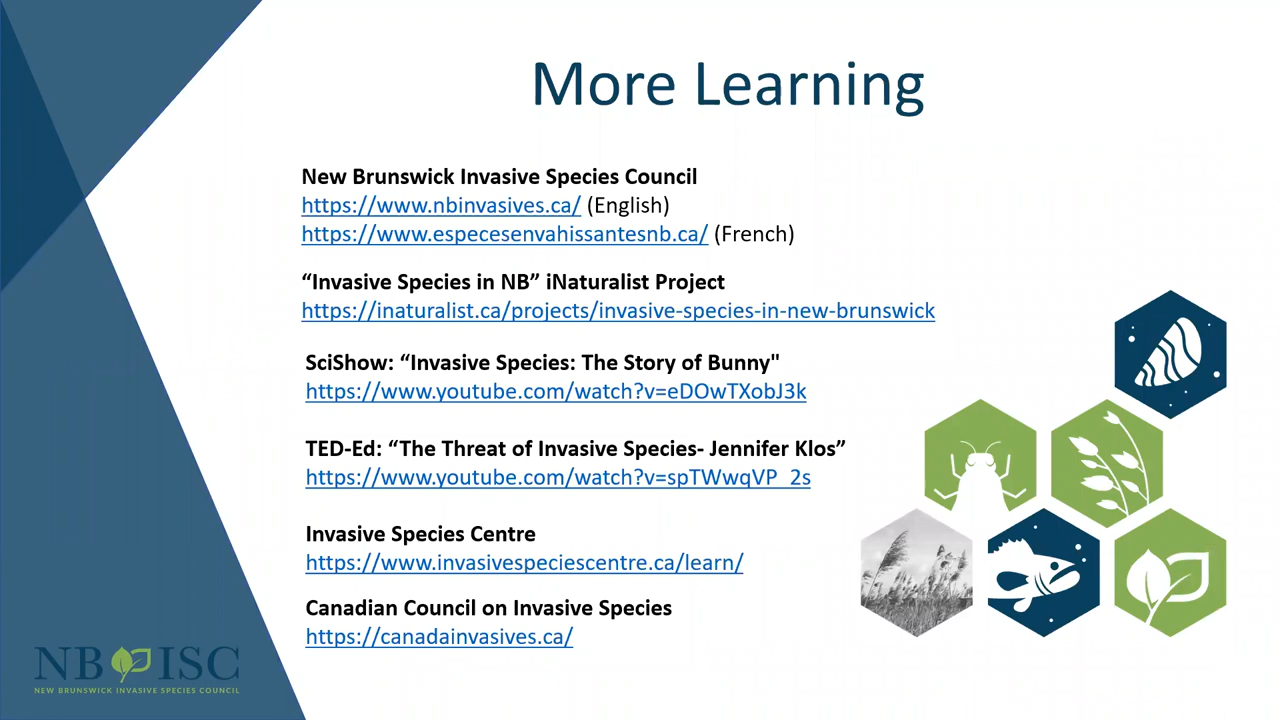 More Learning
New Brunswick Invasive Species Council
https://www.nbinvasives.ca/ (English)
https://www.especesenvahissantesnb.ca/ (French)
“Invasive Species in NB” iNaturalist Project
https://inaturalist.ca/projects/invasive-species-in-new-brunswick
SciShow: “Invasive Species: The Story of Bunny"
https://www.youtube.com/watch?v=eDOwTXobJ3k
TED-Ed: “The Threat of Invasive Species- Jennifer Klos”
https://www.youtube.com/watch?v=spTWwqVP_2s
Invasive Species Centre
https://www.invasivespeciescentre.ca/learn/
Canadian Council on Invasive Species
https://canadainvasives.ca/
NB ISC
NEW BRUNSWICK INVASIVE SPECIES COUNCIL